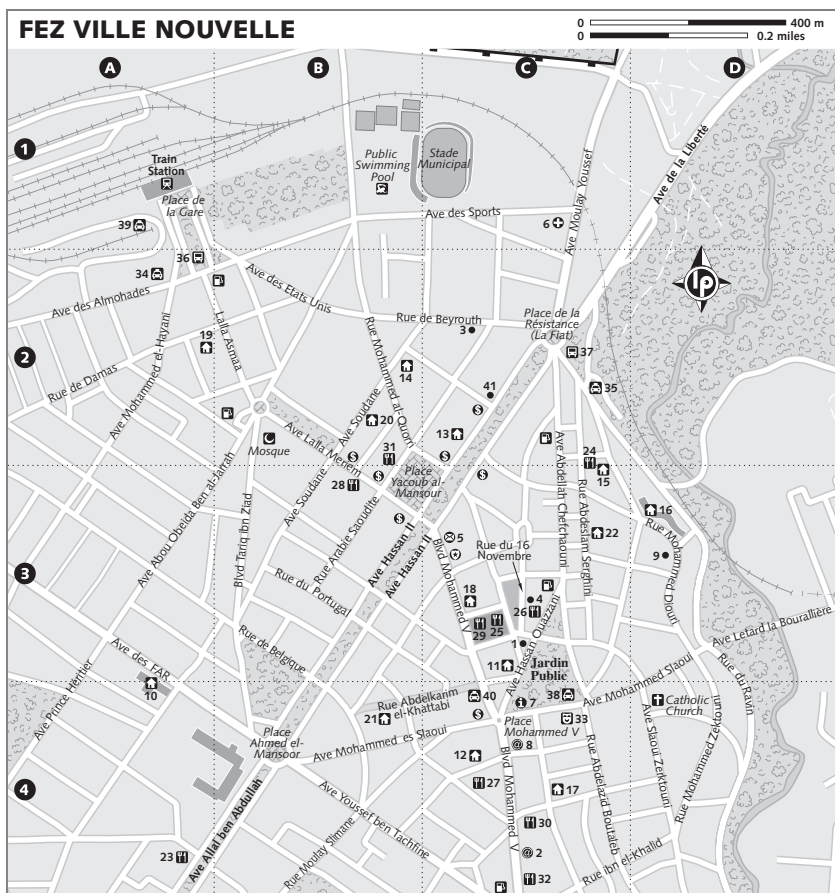 FEZ VILLE NOUVELLE
0 400 m
0 0.2 miles
A
B
C
D
1
Train
Station
Place de
la Gare
Public
Swimming
Pool
Stade
Municipal
Ave Moulay Youssef
Ave de la Liberté
39
Ave des Sports
6
36
34
Ave des Almohades
Ave des Etats Unis
lp
Rue de Beyrouth
3
Place de la
Résistance
(La Fiat)
2
19
Lalla Asmaa
Ave Mohammed el-Hayani
Rue de Damas
Rue Mohammed al-Quorri
14
37
41
35
Ave Soudane
20
13
Mosque
Ave Lalla Meriem
31
24
15
28
Place
Yacoub al-
Mansour
Ave Abdellah Chefchaouni
Rue Abdeslam Serghini
16
Ave Abou Obeida Ben al-Jarrah
Blvd Tariq ibn Ziad
Ave Soudane
Rue Arabie Saoudite
Ave Hassan II
Ave Hassan II
5
22
9
Rue Mohammed Diouri
3
Rue du 16
Novembre
Blvd Mohammed V
18
4
26
Rue du Portugal
29
25
Ave Hassan Ouazzani
1
Rue de Belgique
Ave des FAR
11
Jardin
Public
Ave Mohammed Slaoui
Ave Letard la Bourallière
Rue du Ravin
Ave Prince Héritier
10
Rue Abdelkarim
el-Khattabi
40
7
38
Catholic
Church
21
33
Place
Mohammed V
Place
Ahmed el-
Mansoor
Ave Mohammed es Slaoui
8
12
Ave Slaoui Zerktouni
Rue Mohammed Zektouni
4
27
Blvd Mohammed V
17
Rue Abdelazid Boutaleb
Ave Youssef ben Tachfine
30
23
Ave Allal ben Abdullah
Rue Moulay Slimane
2
32
Rue ibn el-Khalid